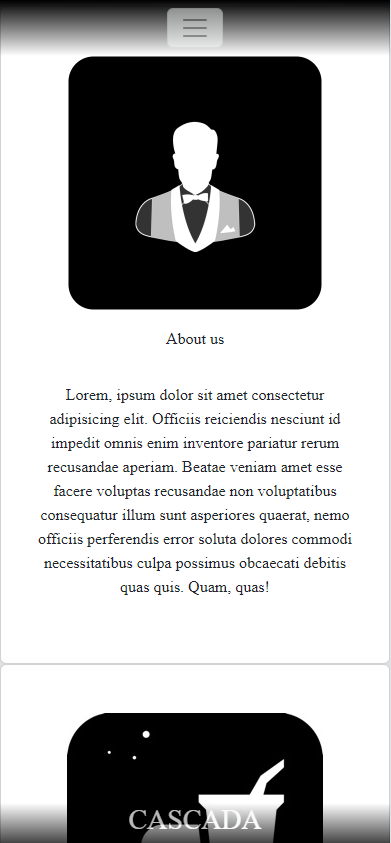 About us
Lorem, ipsum dolor sit amet consectetur
adipisicing elit. Officiis reiciendis nesciunt id
impedit omnis enim inventore pariatur rerum
recusandae aperiam. Beatae veniam amet esse
facere voluptas recusandae non voluptatibus
consequatur illum sunt asperiores quaerat, nemo
officiis perferendis error soluta dolores commodi
necessitatibus culpa possimus obcaecati debitis
quas quis. Quam, quas!
CASCADA